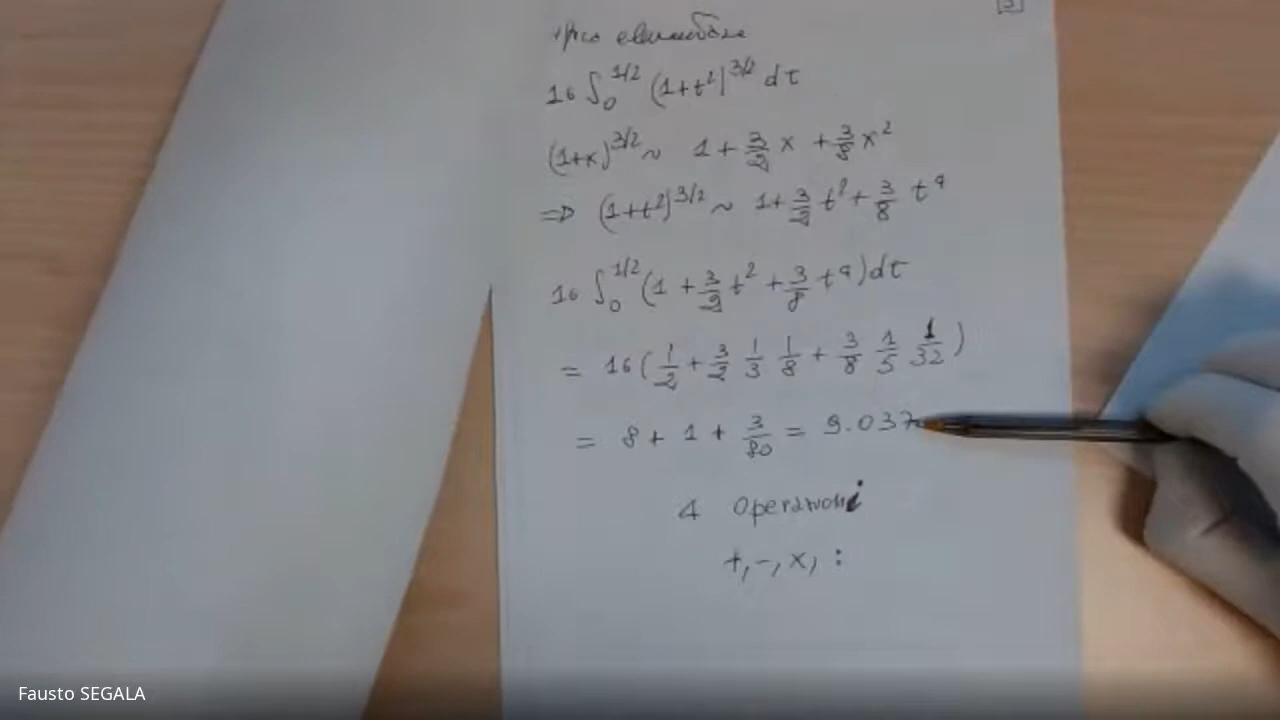 16 ∫₀^{1/2} (1+t²)^{3/2} dt
(1+x)^{3/2} ~ 1 + 3/2 x + 3/8 x²
⇒ (1+t²)^{3/2} ~ 1 + 3/2 t² + 3/8 t⁴
16 ∫₀^{1/2} (1 + 3/2 t² + 3/8 t⁴) dt
= 16 (1/2 + 3/2 1/3 1/8 + 3/8 1/5 1/32)
= 8 + 1 + 3/80 = 9.037
4 operazioni
+, -, x, :
Fausto SEGALA